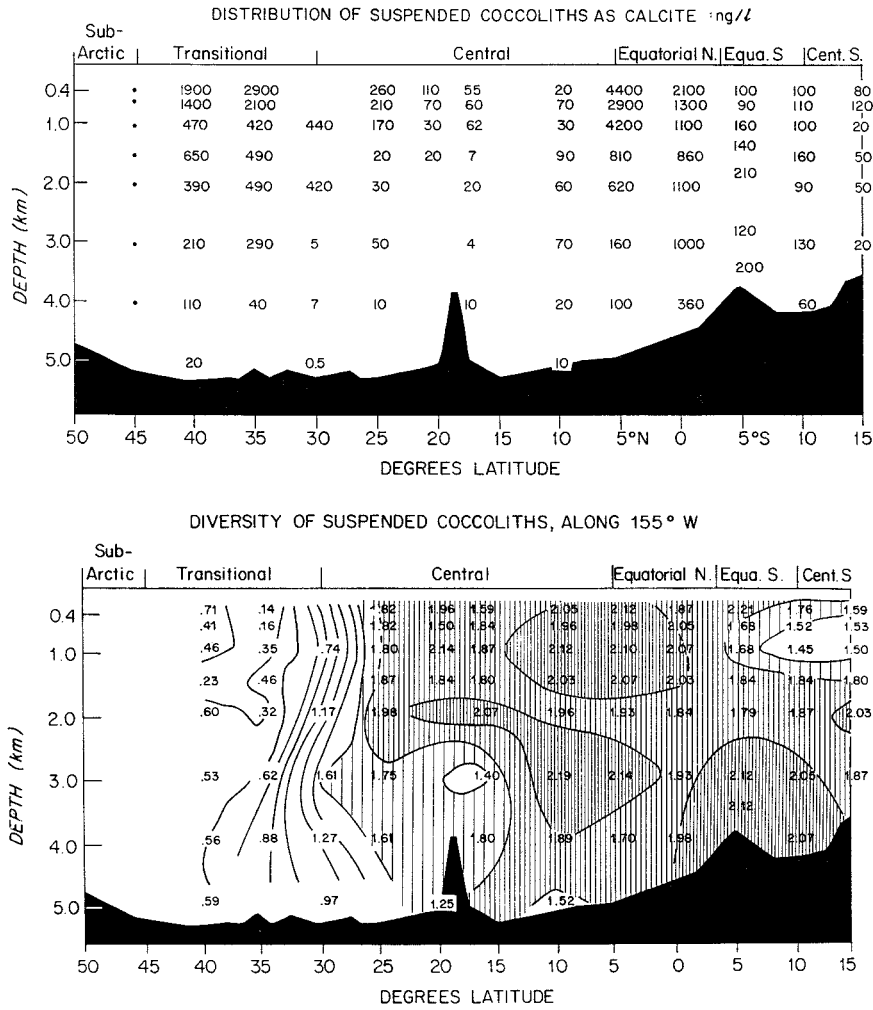 DISTRIBUTION OF SUSPENDED COCCOLITHS AS CALCITE ng/ℓ
Sub-
Arctic | Transitional | Central | Equatorial N. | Equa. S | Cent. S.
0.4 1900 2900 260 110 55 20 4400 2100 100 100 80
1400 2100 210 70 60 70 2900 1300 90 110 120
1.0 470 420 440 170 30 62 30 4200 1100 160 100 20
140
650 490 20 20 7 90 810 860 160 50
210
2.0 390 490 420 30 20 60 620 1100 90 50
120
3.0 210 290 5 50 4 70 160 1000 130 20
200
4.0 110 40 7 10 10 20 100 360 60
5.0 20 0.5 10
DEPTH (km)
50 45 40 35 30 25 20 15 10 5°N 0 5°S 10 15
DEGREES LATITUDE
DIVERSITY OF SUSPENDED COCCOLITHS, ALONG 155° W
Sub-
Arctic | Transitional | Central | Equatorial N. | Equa. S. | Cent. S
0.4 .71 .14 1.82 1.96 1.59 2.05 2.12 1.87 2.21 1.76 1.59
.41 .16 1.82 1.50 1.84 1.96 1.98 2.05 1.68 1.52 1.53
1.0 .46 .35 .74 1.80 2.14 1.87 2.12 2.10 2.07 1.68 1.45 1.50
.23 .46 1.87 1.84 1.80 2.03 2.07 2.03 1.84 1.84 1.80
2.0 .60 .32 1.17 1.98 2.07 1.96 1.93 1.84 1.79 1.87 2.03
3.0 .53 .62 1.61 1.75 1.40 2.19 2.14 1.93 2.12 2.05 1.87
2.12
4.0 .56 .88 1.27 1.61 1.80 1.89 1.70 1.98 2.07
5.0 .59 .97 1.25 1.52
DEPTH (km)
50 45 40 35 30 25 20 15 10 5 0 5 10 15
DEGREES LATITUDE